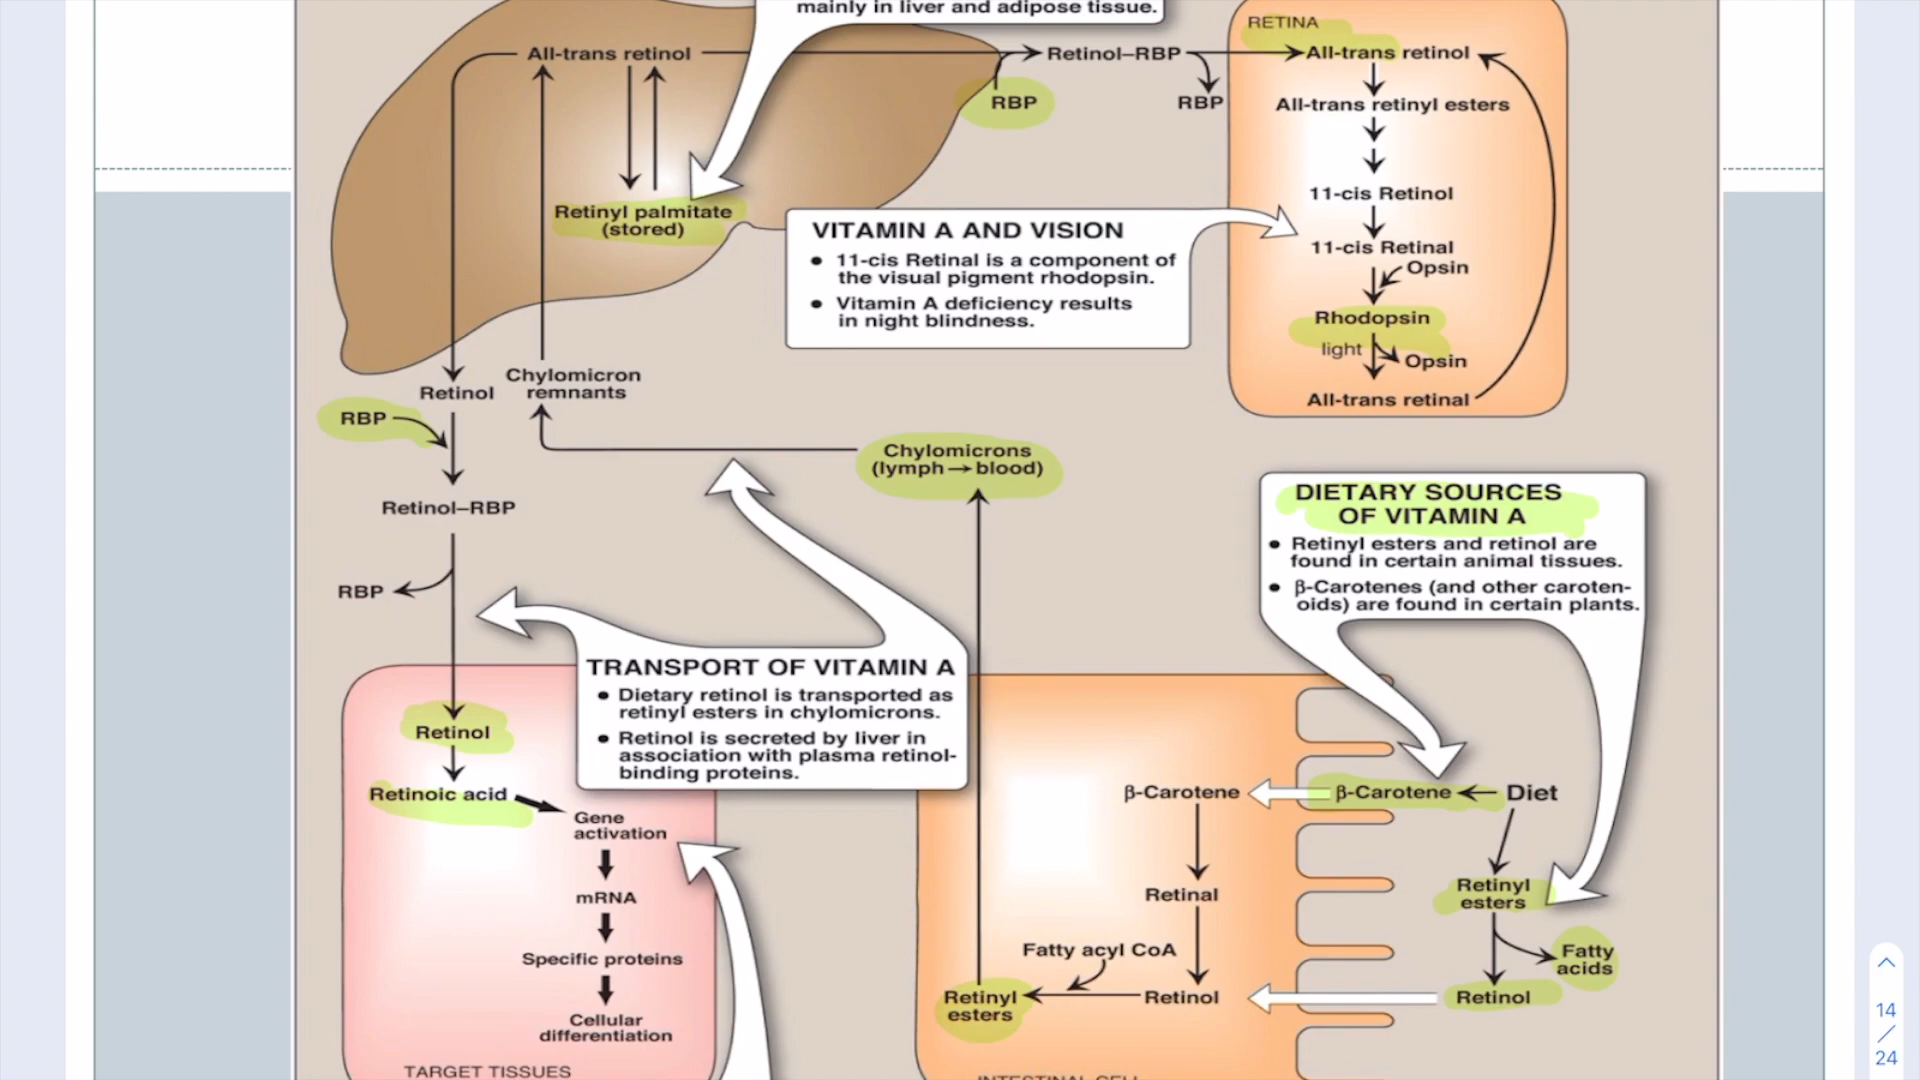 mainly in liver and adipose tissue.
RETINA
All-trans retinol
Retinol–RBP
All-trans retinol
RBP
RBP
All-trans retinyl esters
11-cis Retinol
11-cis Retinal
Opsin
Rhodopsin
light
Opsin
All-trans retinal
Retinyl palmitate
(stored)
VITAMIN A AND VISION
• 11-cis Retinal is a component of
the visual pigment rhodopsin.
• Vitamin A deficiency results
in night blindness.
Retinol
Chylomicron
remnants
RBP
Chylomicrons
(lymph→blood)
Retinol–RBP
RBP
DIETARY SOURCES
OF VITAMIN A
• Retinyl esters and retinol are
found in certain animal tissues.
• β-Carotenes (and other caroten-
oids) are found in certain plants.
TRANSPORT OF VITAMIN A
• Dietary retinol is transported as
retinyl esters in chylomicrons.
• Retinol is secreted by liver in
association with plasma retinol-
binding proteins.
Retinol
Retinoic acid
Gene
activation
mRNA
Specific proteins
Cellular
differentiation
TARGET TISSUES
β-Carotene
β-Carotene
Diet
Retinal
Retinyl
esters
Fatty acyl CoA
Fatty
acids
Retinyl
esters
Retinol
Retinol
INTESTINAL CELL
14
/
24